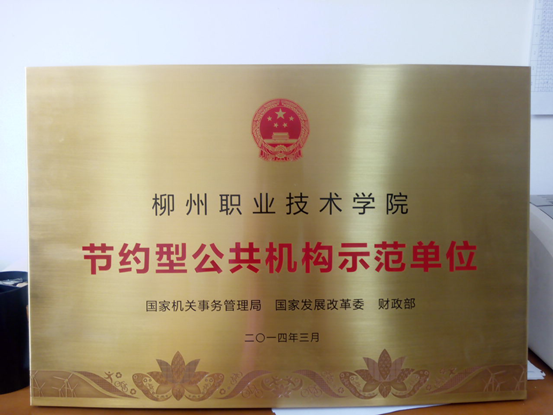 柳州职业技术学院
节约型公共机构示范单位
国家机关事务管理局 国家发展改革委 财政部
二〇一四年三月